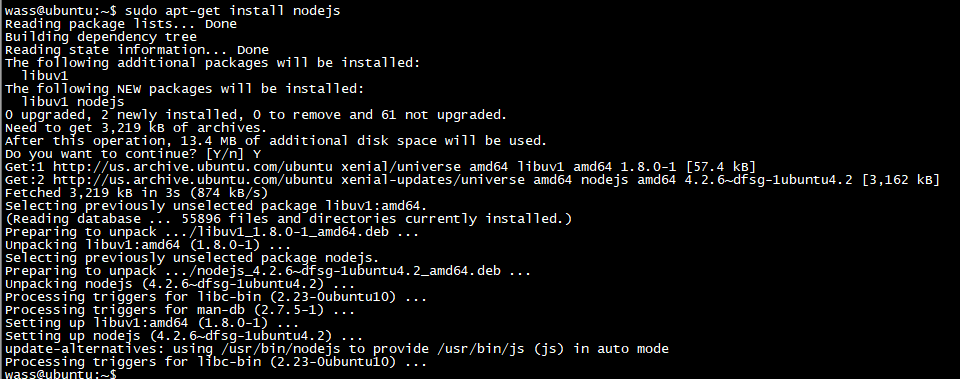 wass@ubuntu:~$ sudo apt-get install nodejs
Reading package lists... Done
Building dependency tree
Reading state information... Done
The following additional packages will be installed:
  libuv1
The following NEW packages will be installed:
  libuv1 nodejs
0 upgraded, 2 newly installed, 0 to remove and 61 not upgraded.
Need to get 3,219 kB of archives.
After this operation, 13.4 MB of additional disk space will be used.
Do you want to continue? [Y/n] Y
Get:1 http://us.archive.ubuntu.com/ubuntu xenial/universe amd64 libuv1 amd64 1.8.0-1 [57.4 kB]
Get:2 http://us.archive.ubuntu.com/ubuntu xenial-updates/universe amd64 nodejs amd64 4.2.6~dfsg-1ubuntu4.2 [3,162 kB]
Fetched 3,219 kB in 3s (874 kB/s)
Selecting previously unselected package libuv1:amd64.
(Reading database ... 55896 files and directories currently installed.)
Preparing to unpack .../libuv1_1.8.0-1_amd64.deb ...
Unpacking libuv1:amd64 (1.8.0-1) ...
Selecting previously unselected package nodejs.
Preparing to unpack .../nodejs_4.2.6~dfsg-1ubuntu4.2_amd64.deb ...
Unpacking nodejs (4.2.6~dfsg-1ubuntu4.2) ...
Processing triggers for libc-bin (2.23-0ubuntu10) ...
Processing triggers for man-db (2.7.5-1) ...
Setting up libuv1:amd64 (1.8.0-1) ...
Setting up nodejs (4.2.6~dfsg-1ubuntu4.2) ...
update-alternatives: using /usr/bin/nodejs to provide /usr/bin/js (js) in auto mode
Processing triggers for libc-bin (2.23-0ubuntu10) ...
wass@ubuntu:~$